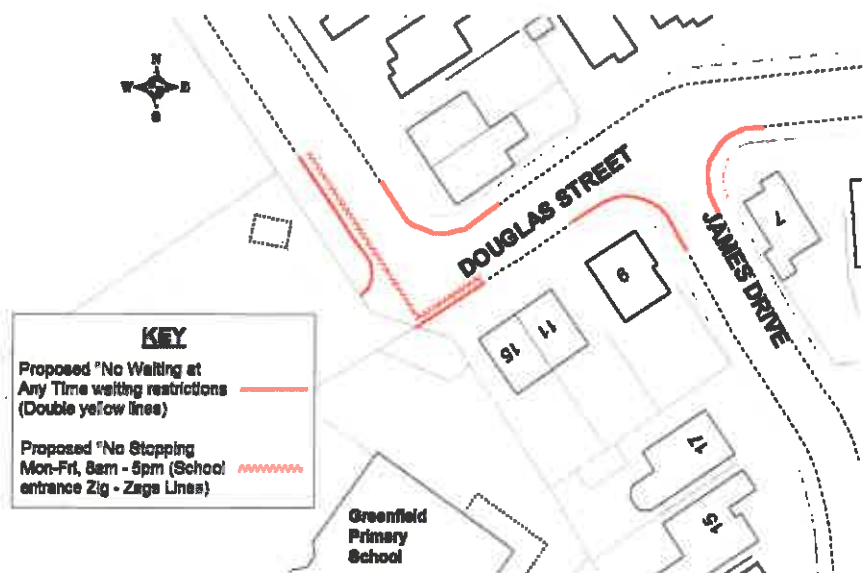 N
W E
S
DOUGLAS STREET
JAMES DRIVE
7
9
11
15
17
15
KEY
Proposed "No Waiting at
Any Time waiting restrictions
(Double yellow lines)
Proposed "No Stopping
Mon-Fri, 8am - 5pm (School
entrance Zig - Zags Lines)
Greenfield
Primary
School